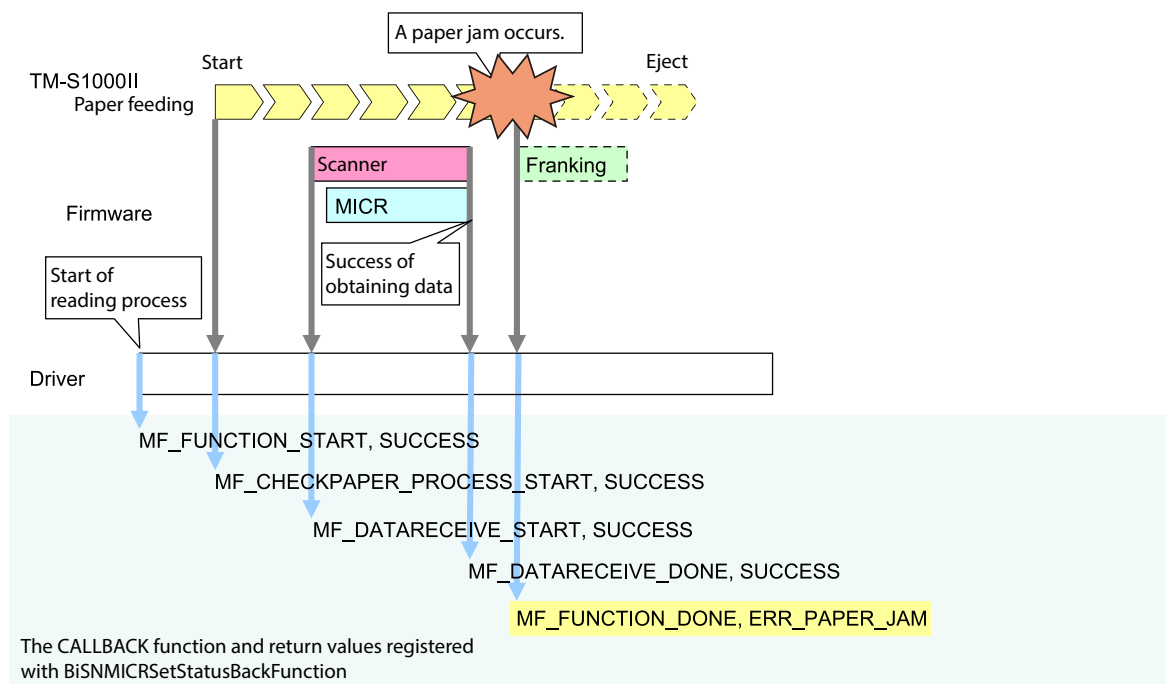 A paper jam occurs.
Start
Eject
TM-S1000II
Paper feeding
Scanner
Franking
MICR
Firmware
Success of
obtaining data
Start of
reading process
Driver
MF_FUNCTION_START, SUCCESS
MF_CHECKPAPER_PROCESS_START, SUCCESS
MF_DATARECEIVE_START, SUCCESS
MF_DATARECEIVE_DONE, SUCCESS
MF_FUNCTION_DONE, ERR_PAPER_JAM
The CALLBACK function and return values registered
with BiSNMICRSetStatusBackFunction